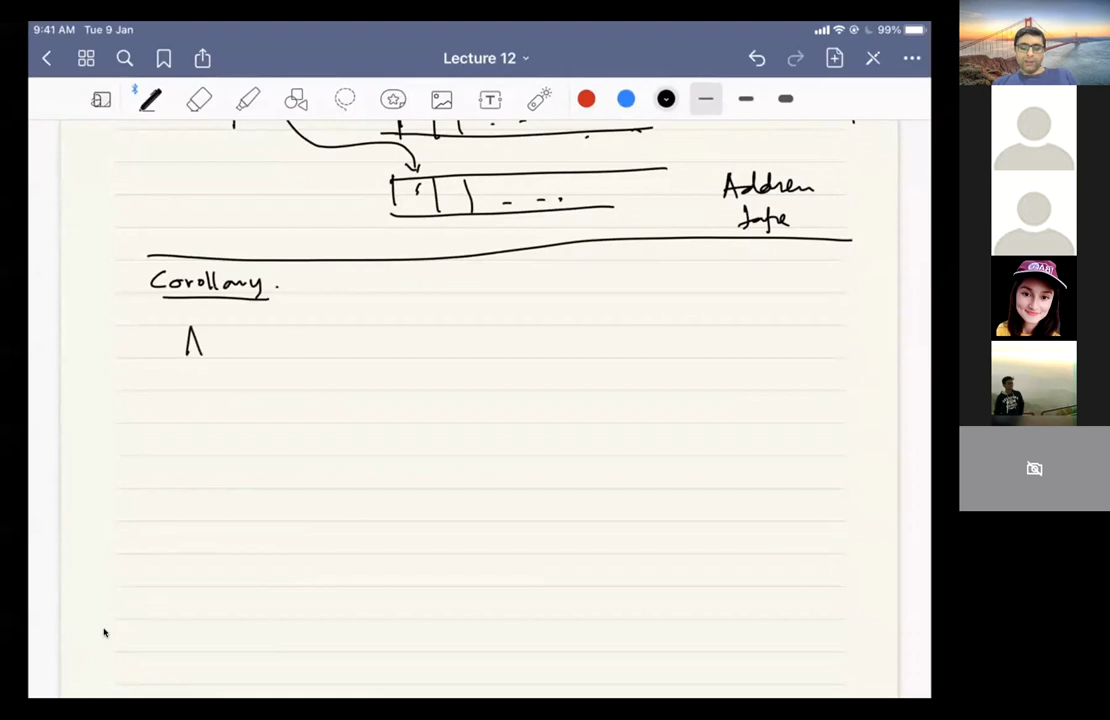 9:41 AM Tue 9 Jan
99%
Lecture 12
T
Address
Tape
Corollary.